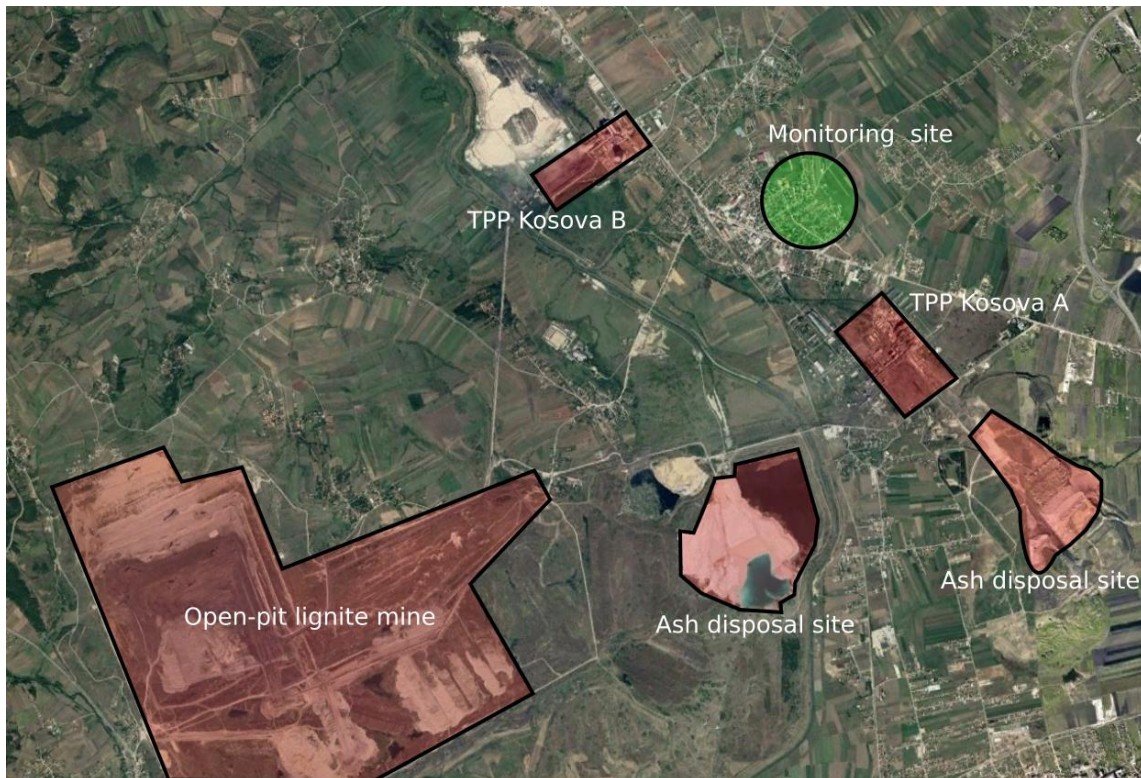 Monitoring site
TPP Kosova B
TPP Kosova A
Ash disposal site
Open-pit lignite mine
Ash disposal site